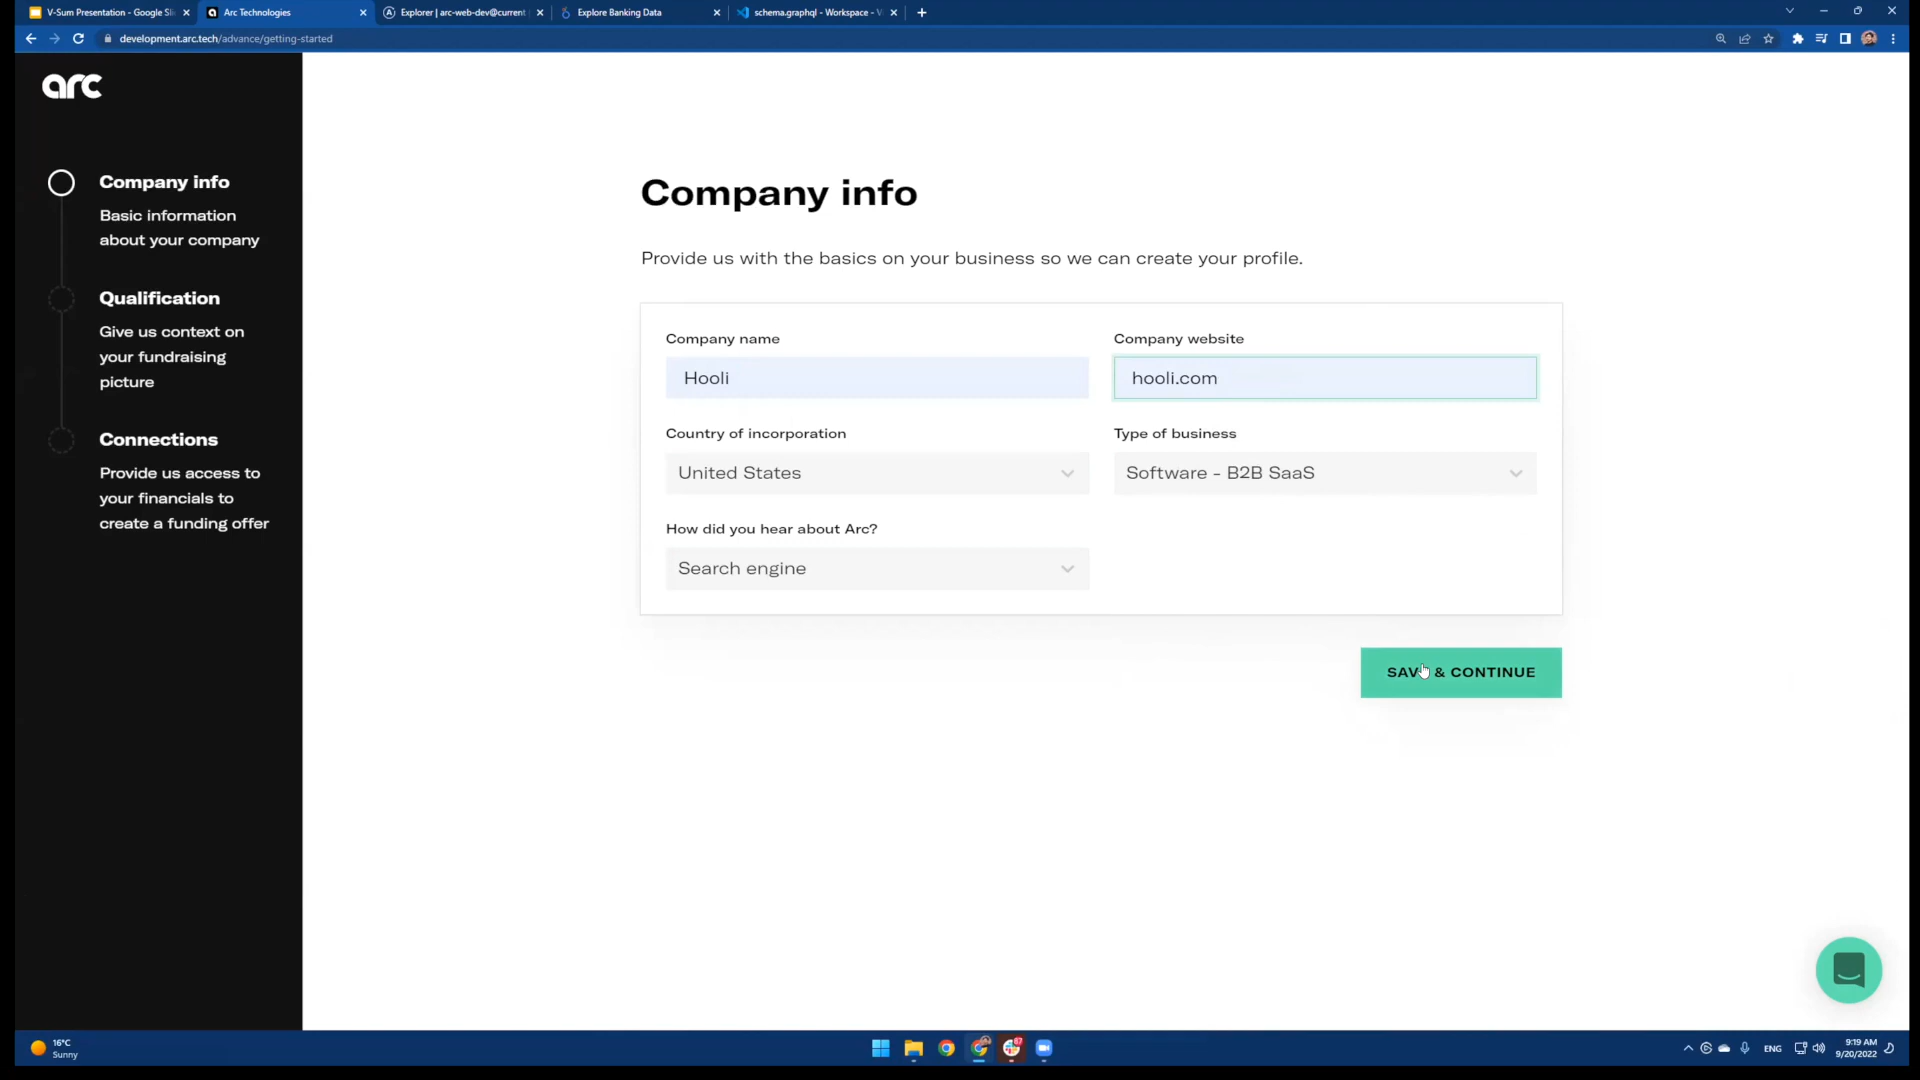 V-Sum Presentation - Google Sli
Arc Technologies
Explorer | arc-web-dev@current
Explore Banking Data
schema.graphql - Workspace - V
development.arc.tech/advance/getting-started
arc
Company info
Basic information
about your company
Qualification
Give us context on
your fundraising
picture
Connections
Provide us access to
your financials to
create a funding offer
Company info
Provide us with the basics on your business so we can create your profile.
Company name
Company website
Hooli
hooli.com
Country of incorporation
Type of business
United States
Software - B2B SaaS
How did you hear about Arc?
Search engine
SAVE & CONTINUE
16°C
Sunny
ENG
9:19 AM
9/20/2022